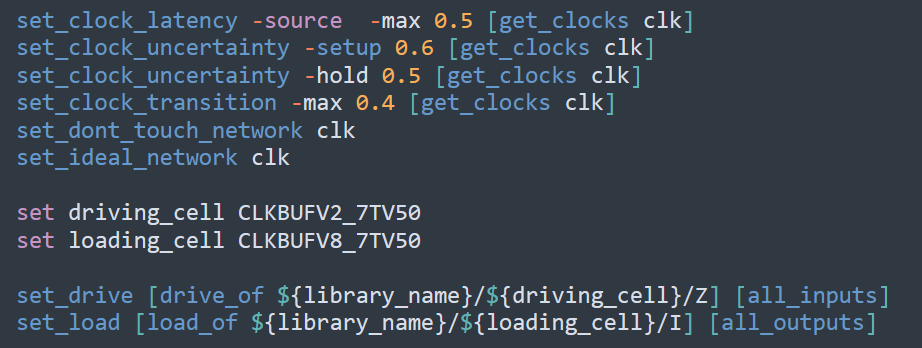 set_clock_latency -source  -max 0.5 [get_clocks clk]
set_clock_uncertainty -setup 0.6 [get_clocks clk]
set_clock_uncertainty -hold 0.5 [get_clocks clk]
set_clock_transition -max 0.4 [get_clocks clk]
set_dont_touch_network clk
set_ideal_network clk
set driving_cell CLKBUFV2_7TV50
set loading_cell CLKBUFV8_7TV50
set_drive [drive_of ${library_name}/${driving_cell}/Z] [all_inputs]
set_load [load_of ${library_name}/${loading_cell}/I] [all_outputs]